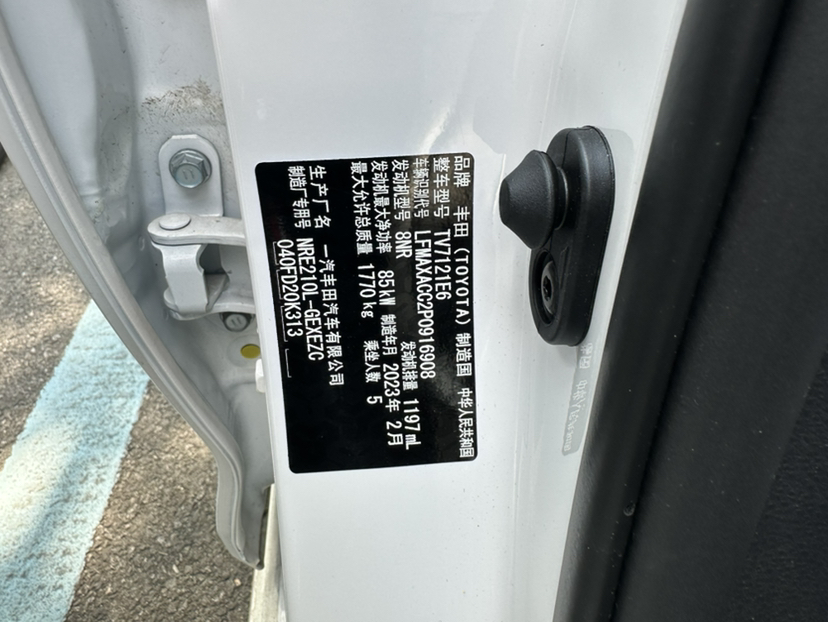 品牌 丰田(TOYOTA) 制造国 中华人民共和国
整车型号 TV7121E6
车辆识别代号 LFMAXACC2P0916908
发动机型号 8NR 发动机排量 1197mL
发动机最大净功率 85kW 制造年月 2023年 2月
最大允许总质量 1770kg 乘坐人数 5
生产厂名 一汽丰田汽车有限公司
制造厂专用号 NRE210L-GEXEZC
040FD20K313